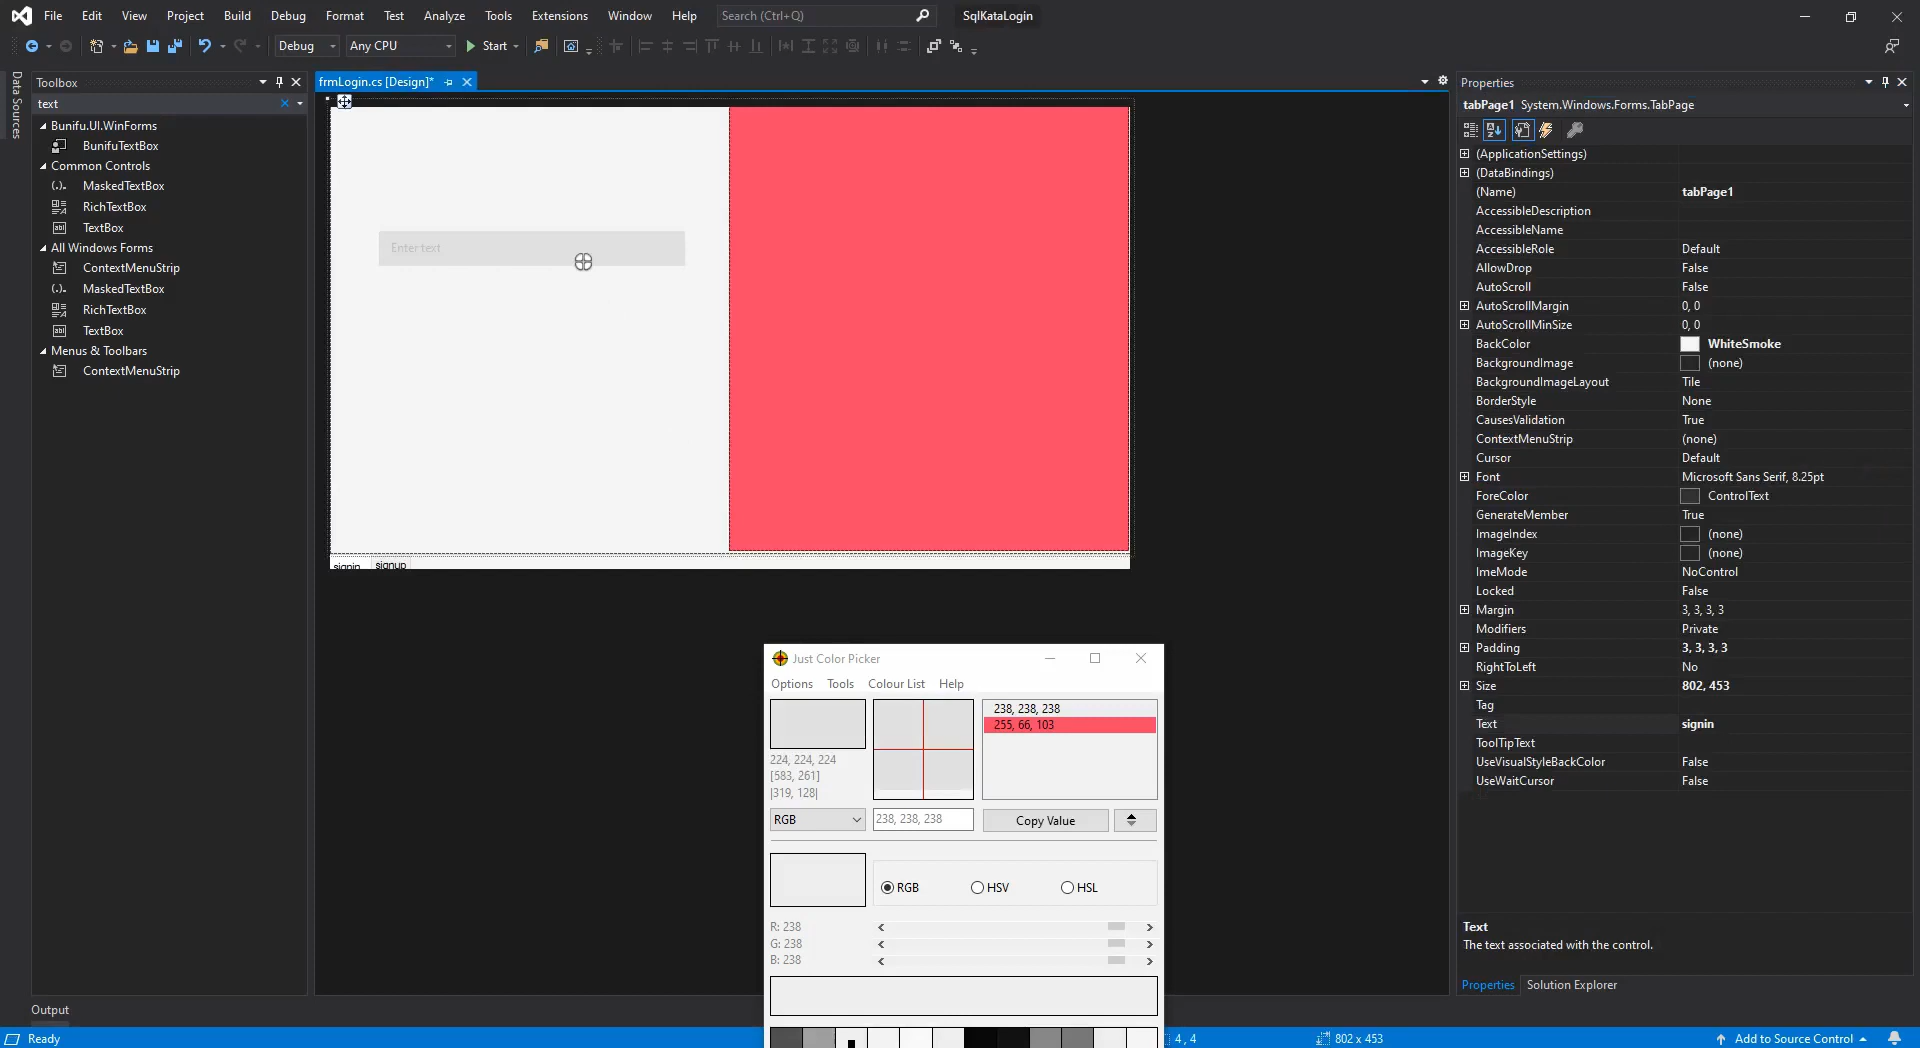 File Edit View Project Build Debug Format Test Analyze Tools Extensions Window Help Search (Ctrl+Q) SqlKataLogin
Debug Any CPU Start
Data Sources
Toolbox
text
Bunifu.UI.WinForms
BunifuTextBox
Common Controls
MaskedTextBox
RichTextBox
TextBox
All Windows Forms
ContextMenuStrip
MaskedTextBox
RichTextBox
TextBox
Menus & Toolbars
ContextMenuStrip
frmLogin.cs [Design]*
Enter text
signin signup
Just Color Picker
Options Tools Colour List Help
238, 238, 238
255, 66, 103
224, 224, 224
[583, 261]
|319, 128|
RGB 238, 238, 238 Copy Value
RGB HSV HSL
R: 238
G: 238
B: 238
Properties
tabPage1 System.Windows.Forms.TabPage
(ApplicationSettings)
(DataBindings)
(Name) tabPage1
AccessibleDescription
AccessibleName
AccessibleRole Default
AllowDrop False
AutoScroll False
AutoScrollMargin 0, 0
AutoScrollMinSize 0, 0
BackColor WhiteSmoke
BackgroundImage (none)
BackgroundImageLayout Tile
BorderStyle None
CausesValidation True
ContextMenuStrip (none)
Cursor Default
Font Microsoft Sans Serif, 8.25pt
ForeColor ControlText
GenerateMember True
ImageIndex (none)
ImageKey (none)
ImeMode NoControl
Locked False
Margin 3, 3, 3, 3
Modifiers Private
Padding 3, 3, 3, 3
RightToLeft No
Size 802, 453
Tag
Text signin
ToolTipText
UseVisualStyleBackColor False
UseWaitCursor False
Text
The text associated with the control.
Properties Solution Explorer
Output
Ready 4 , 4 802 x 453 Add to Source Control